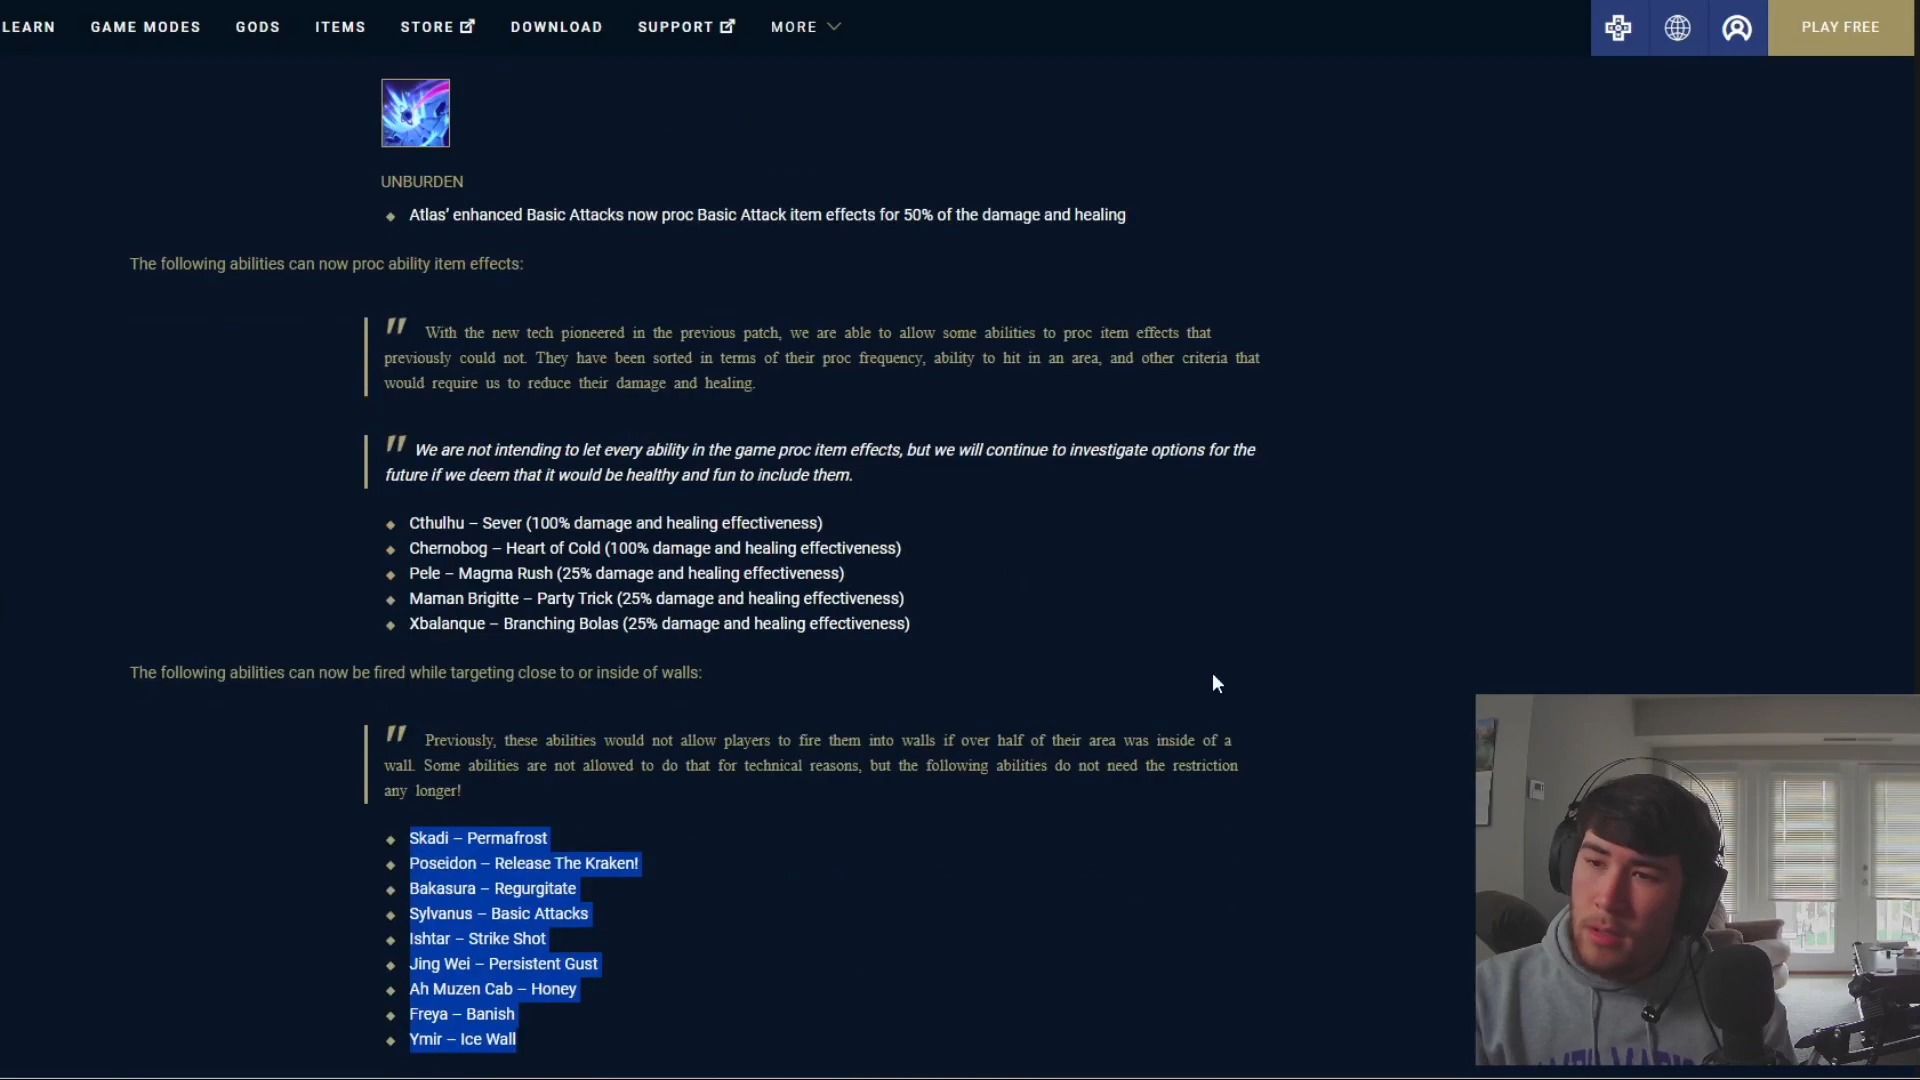 LEARN GAME MODES GODS ITEMS STORE DOWNLOAD SUPPORT MORE PLAY FREE
UNBURDEN
Atlas' enhanced Basic Attacks now proc Basic Attack item effects for 50% of the damage and healing
The following abilities can now proc ability item effects:
" With the new tech pioneered in the previous patch, we are able to allow some abilities to proc item effects that
previously could not. They have been sorted in terms of their proc frequency, ability to hit in an area, and other criteria that
would require us to reduce their damage and healing.
" We are not intending to let every ability in the game proc item effects, but we will continue to investigate options for the
future if we deem that it would be healthy and fun to include them.
Cthulhu – Sever (100% damage and healing effectiveness)
Chernobog – Heart of Cold (100% damage and healing effectiveness)
Pele – Magma Rush (25% damage and healing effectiveness)
Maman Brigitte – Party Trick (25% damage and healing effectiveness)
Xbalanque – Branching Bolas (25% damage and healing effectiveness)
The following abilities can now be fired while targeting close to or inside of walls:
" Previously, these abilities would not allow players to fire them into walls if over half of their area was inside of a
wall. Some abilities are not allowed to do that for technical reasons, but the following abilities do not need the restriction
any longer!
Skadi – Permafrost
Poseidon – Release The Kraken!
Bakasura – Regurgitate
Sylvanus – Basic Attacks
Ishtar – Strike Shot
Jing Wei – Persistent Gust
Ah Muzen Cab – Honey
Freya – Banish
Ymir – Ice Wall